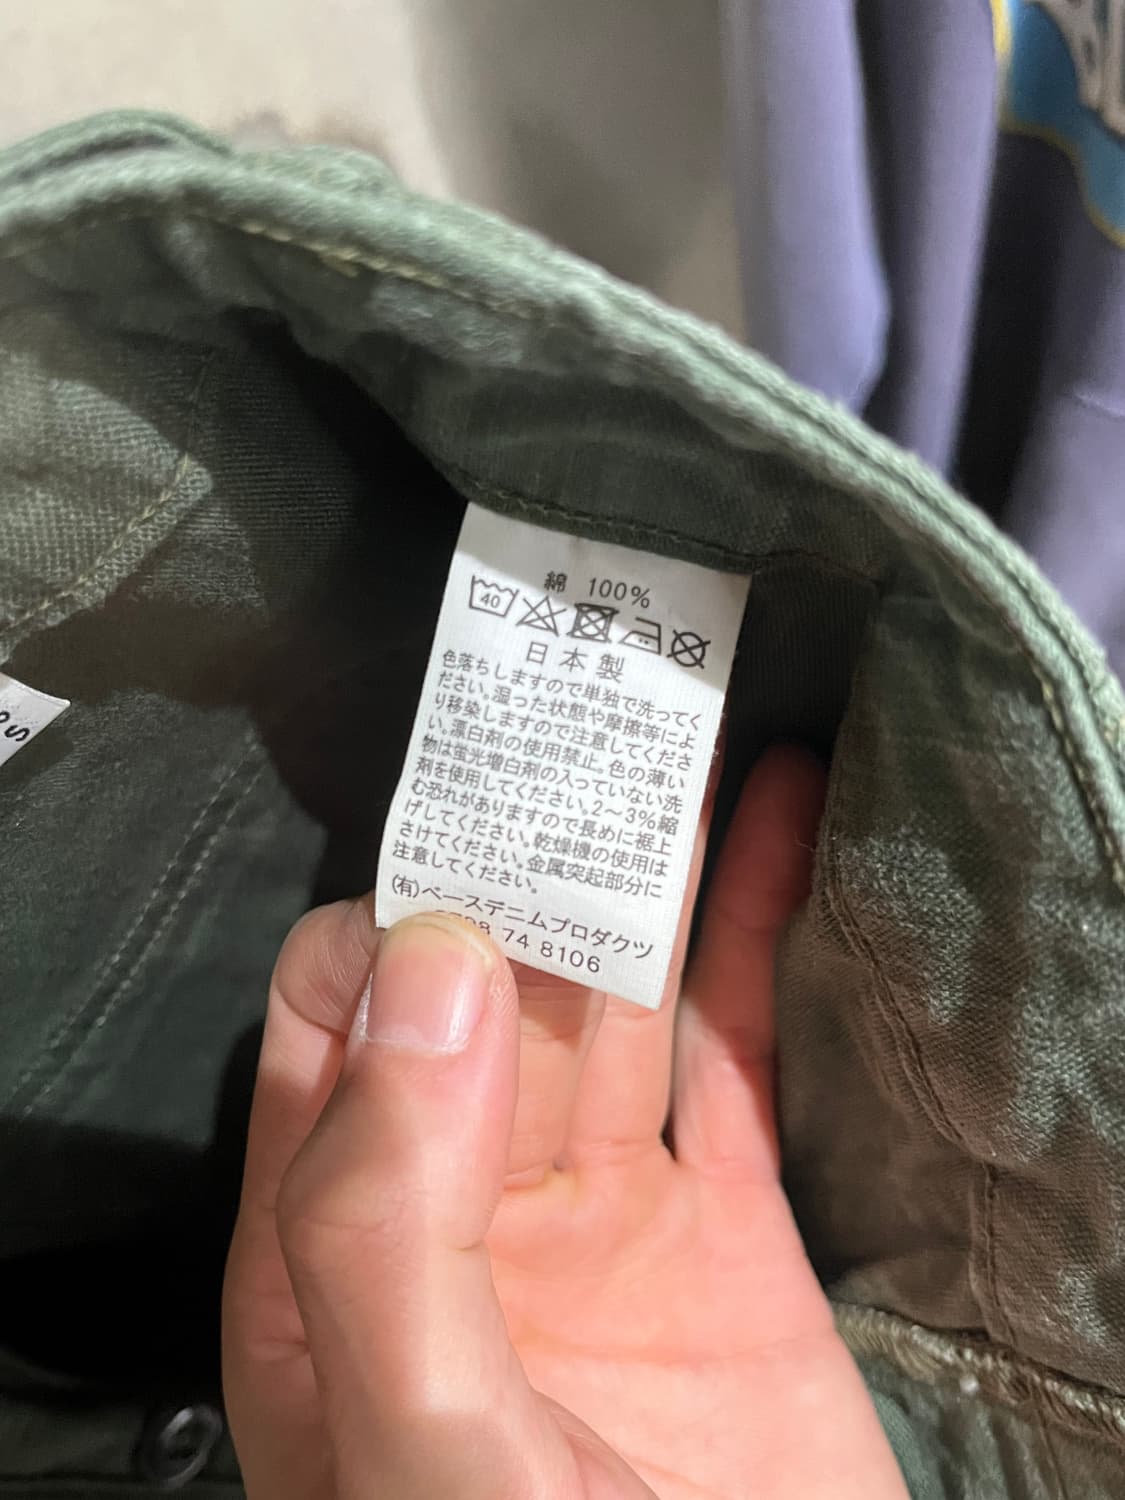 綿 100%
40
日本製
色落ちしますので単独で洗ってく
ださい。湿った状態や摩擦等によ
り移染しますので注意してくださ
い。漂白剤の使用禁止。色の薄い
物は蛍光増白剤の入っていない洗
剤を使用してください。2〜3%縮
む恐れがありますので長めに裾上
げしてください。乾燥機の使用は
さけてください。金属突起部分に
注意してください。
(有)ベースデニムプロダクツ
74 8106